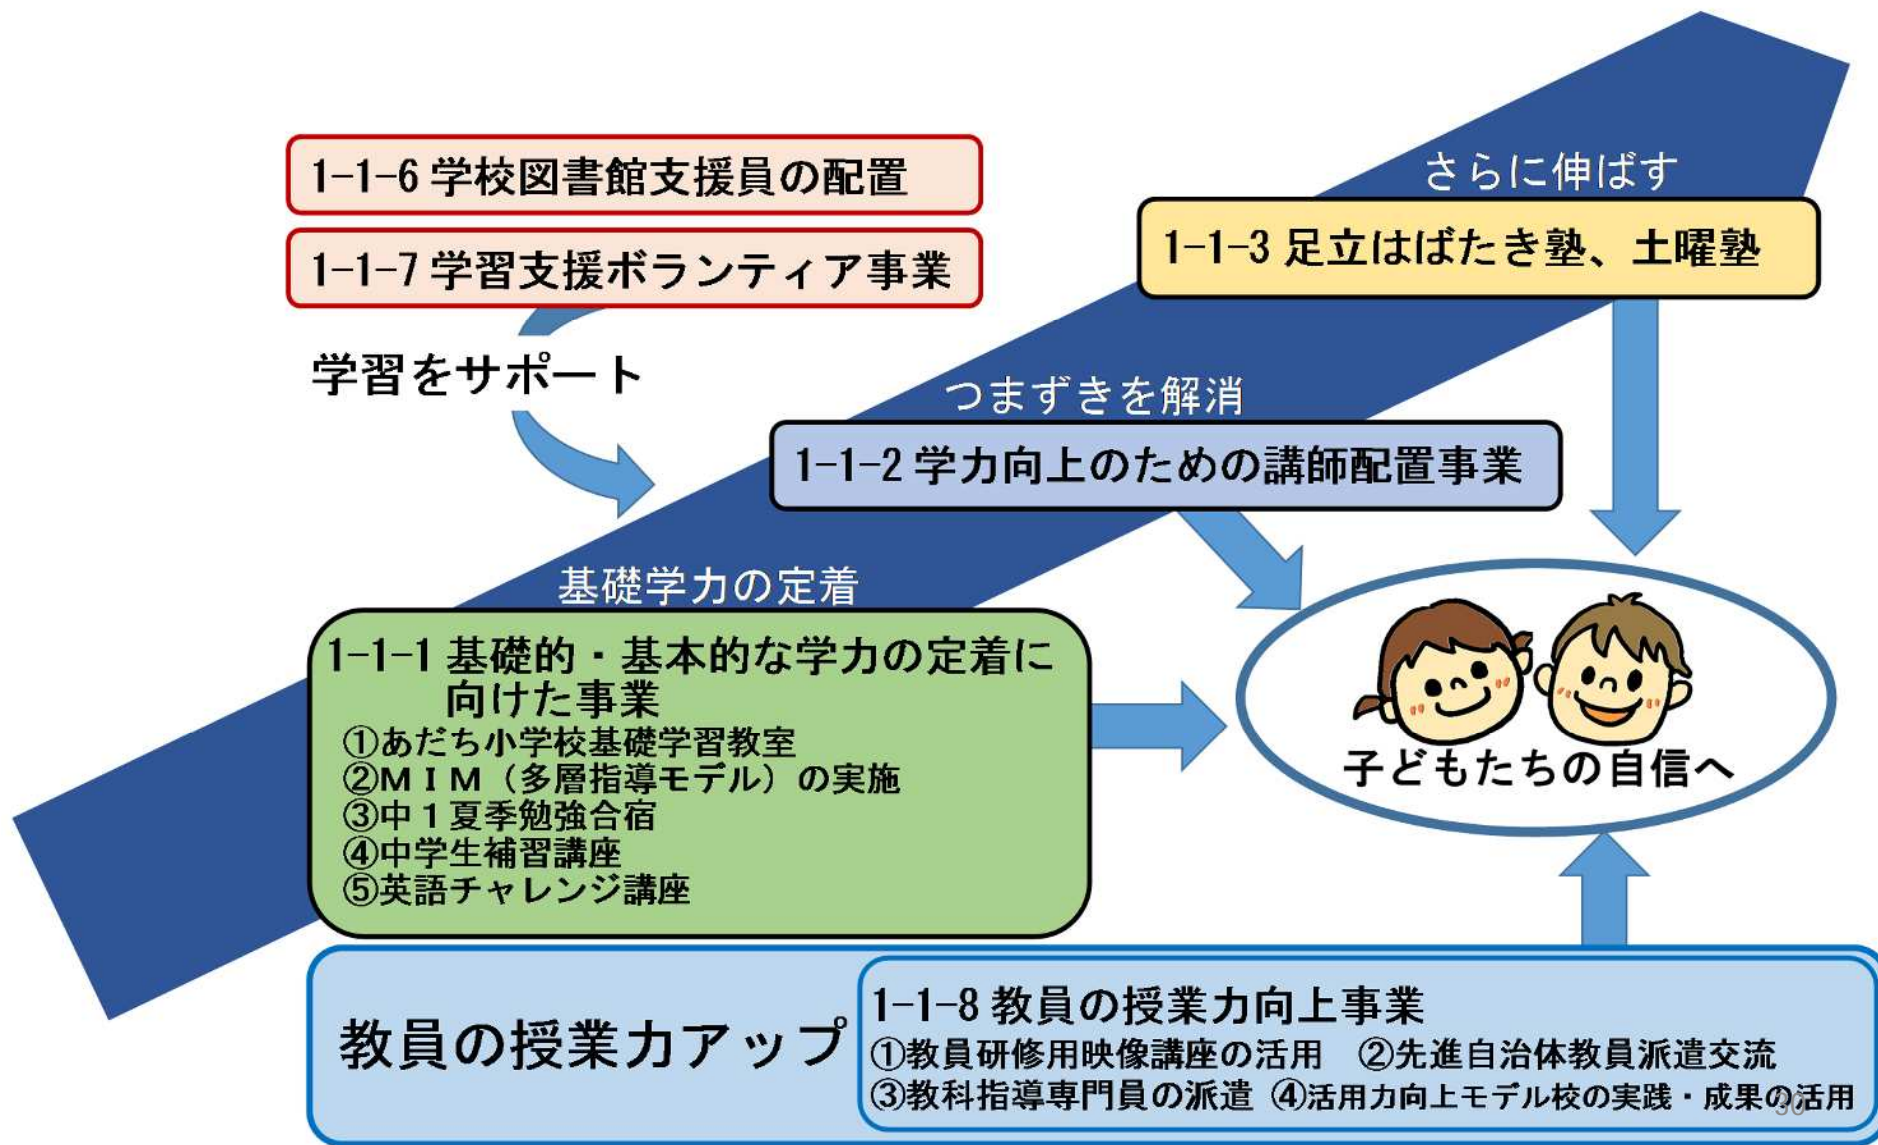 1-1-6 学校図書館支援員の配置
1-1-7 学習支援ボランティア事業
学習をサポート
さらに伸ばす
1-1-3 足立はばたき塾、土曜塾
つまずきを解消
1-1-2 学力向上のための講師配置事業
基礎学力の定着
1-1-1 基礎的・基本的な学力の定着に
向けた事業
①あだち小学校基礎学習教室
②ＭＩＭ（多層指導モデル）の実施
③中１夏季勉強合宿
④中学生補習講座
⑤英語チャレンジ講座
子どもたちの自信へ
教員の授業力アップ
1-1-8 教員の授業力向上事業
①教員研修用映像講座の活用　②先進自治体教員派遣交流
③教科指導専門員の派遣　④活用力向上モデル校の実践・成果の活用
30